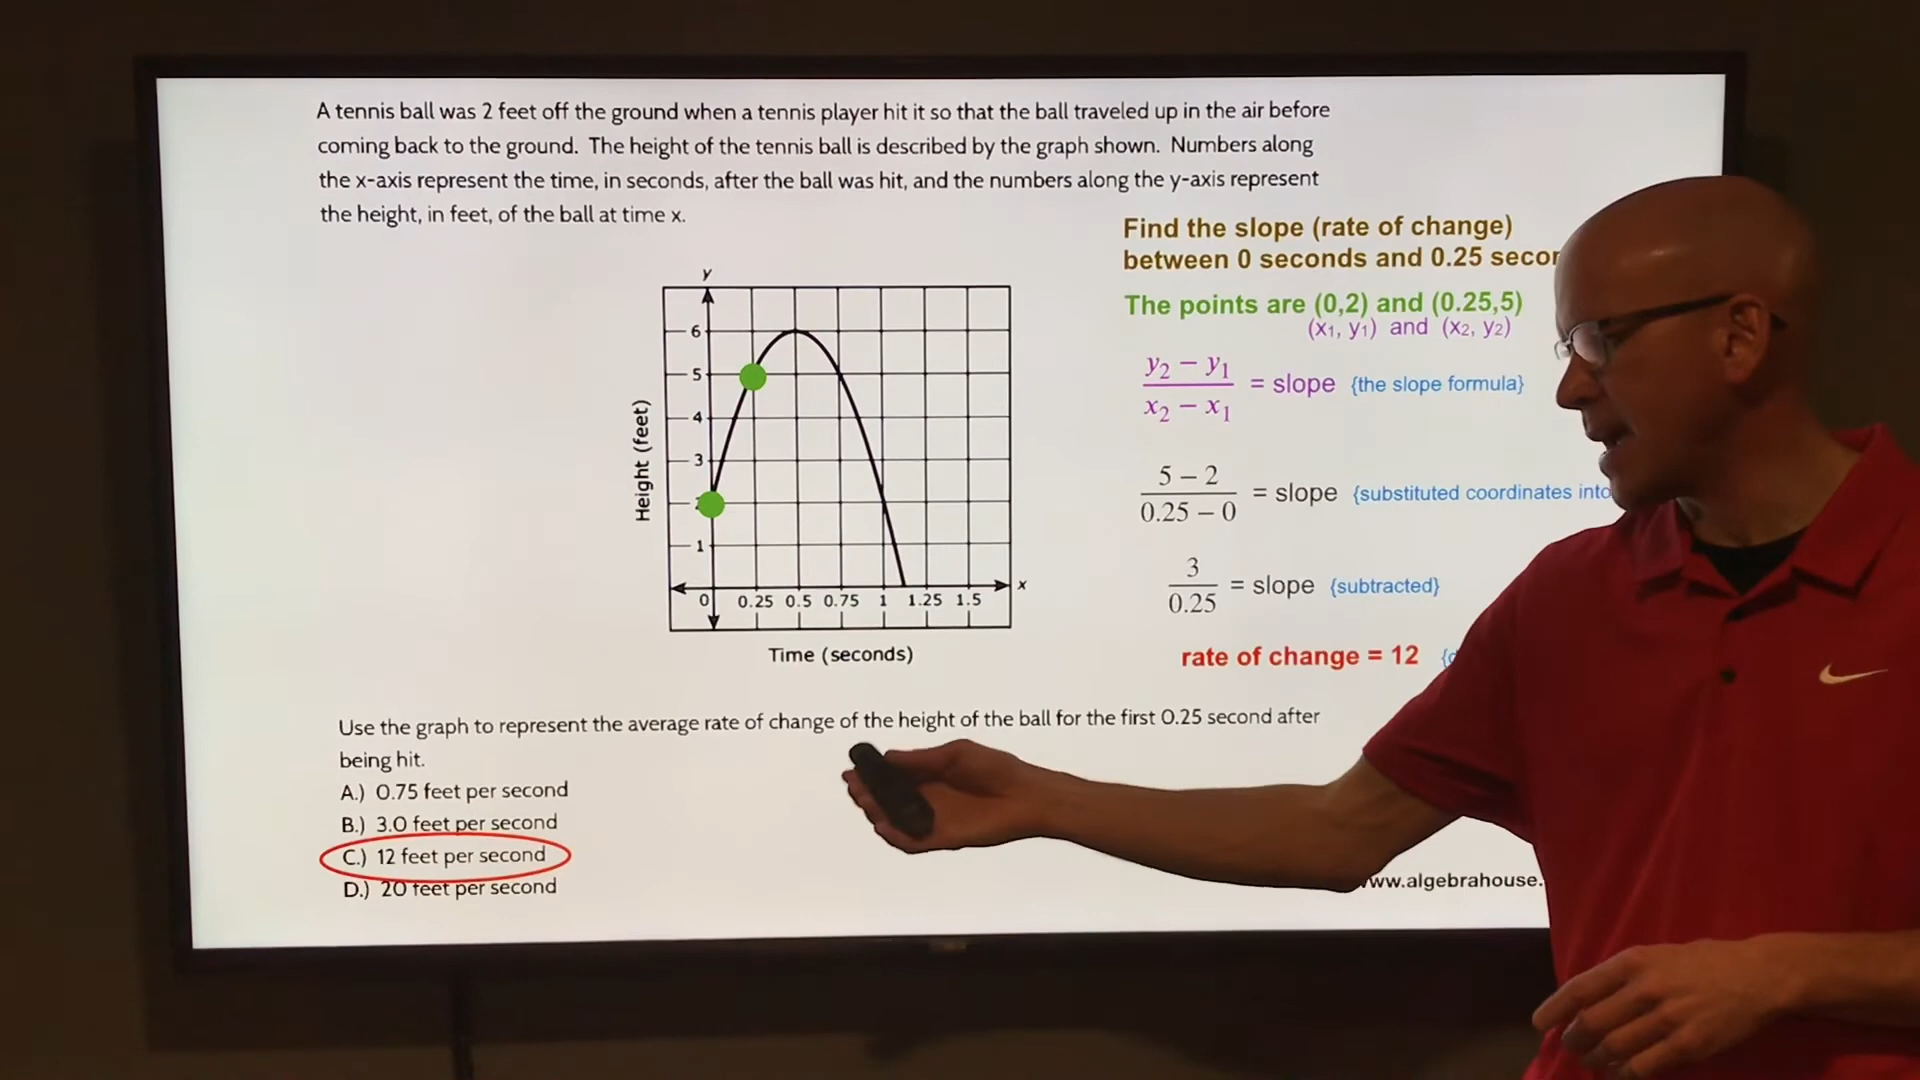 A tennis ball was 2 feet off the ground when a tennis player hit it so that the ball traveled up in the air before
coming back to the ground. The height of the tennis ball is described by the graph shown. Numbers along
the x-axis represent the time, in seconds, after the ball was hit, and the numbers along the y-axis represent
the height, in feet, of the ball at time x.
Find the slope (rate of change)
between 0 seconds and 0.25
The points are (0,2) and (0.25,5)
(x₁, y₁) and (x₂, y₂)
y₂ − y₁
x₂ − x₁
= slope {the slope formula}
5 − 2
0.25 − 0
= slope {substituted coordinates into
3
0.25
= slope {subtracted}
rate of change = 12
y
6
5
4
3
1
0 0.25 0.5 0.75 1 1.25 1.5
x
Height (feet)
Time (seconds)
Use the graph to represent the average rate of change of the height of the ball for the first 0.25 second after
being hit.
A.) 0.75 feet per second
B.) 3.0 feet per second
C.) 12 feet per second
D.) 20 feet per second
www.algebrahouse.